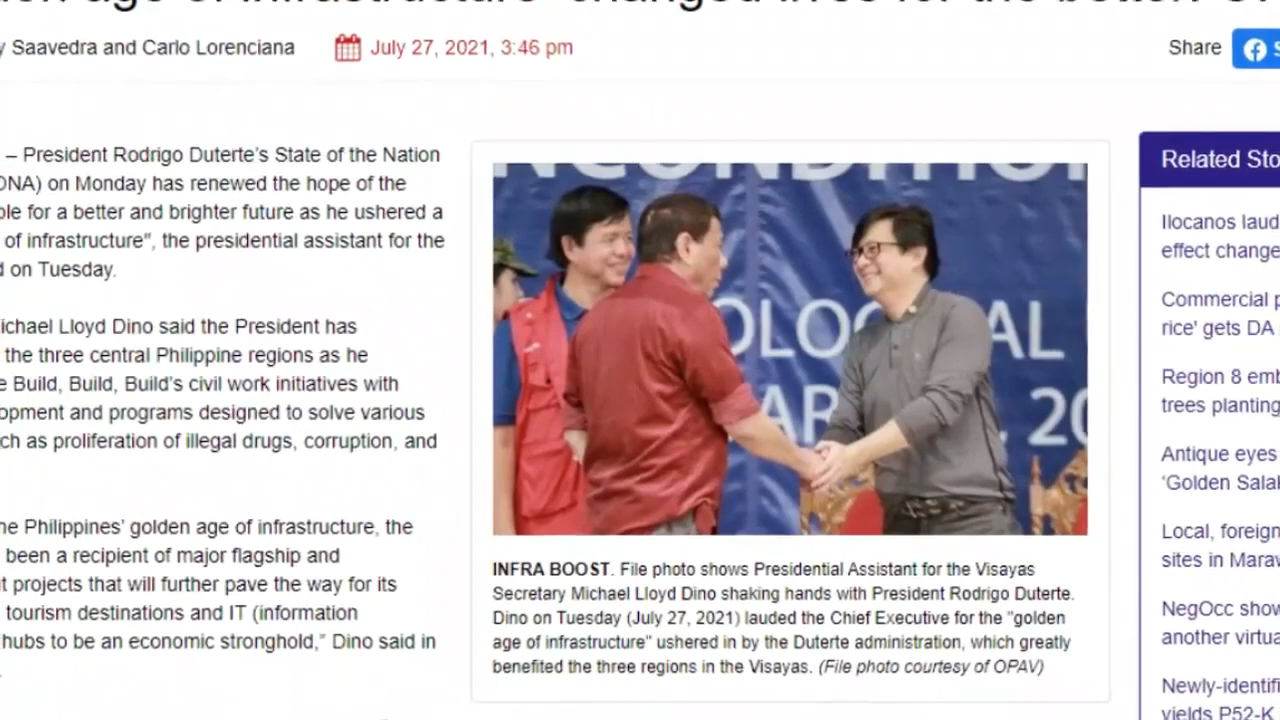 y Saavedra and Carlo Lorenciana
July 27, 2021, 3:46 pm
Share
– President Rodrigo Duterte's State of the Nation
ONA) on Monday has renewed the hope of the
ple for a better and brighter future as he ushered a
of infrastructure", the presidential assistant for the
d on Tuesday.
ichael Lloyd Dino said the President has
the three central Philippine regions as he
e Build, Build, Build's civil work initiatives with
opment and programs designed to solve various
ch as proliferation of illegal drugs, corruption, and
he Philippines' golden age of infrastructure, the
been a recipient of major flagship and
t projects that will further pave the way for its
tourism destinations and IT (information
hubs to be an economic stronghold," Dino said in
OLOG AL
AR , 20
INFRA BOOST. File photo shows Presidential Assistant for the Visayas
Secretary Michael Lloyd Dino shaking hands with President Rodrigo Duterte.
Dino on Tuesday (July 27, 2021) lauded the Chief Executive for the "golden
age of infrastructure" ushered in by the Duterte administration, which greatly
benefited the three regions in the Visayas. (File photo courtesy of OPAV)
Related Sto
Ilocanos laud
effect change
Commercial p
rice' gets DA
Region 8 emb
trees planting
Antique eyes
'Golden Salak
Local, foreign
sites in Maraw
NegOcc show
another virtua
Newly-identifi
yields P52-K